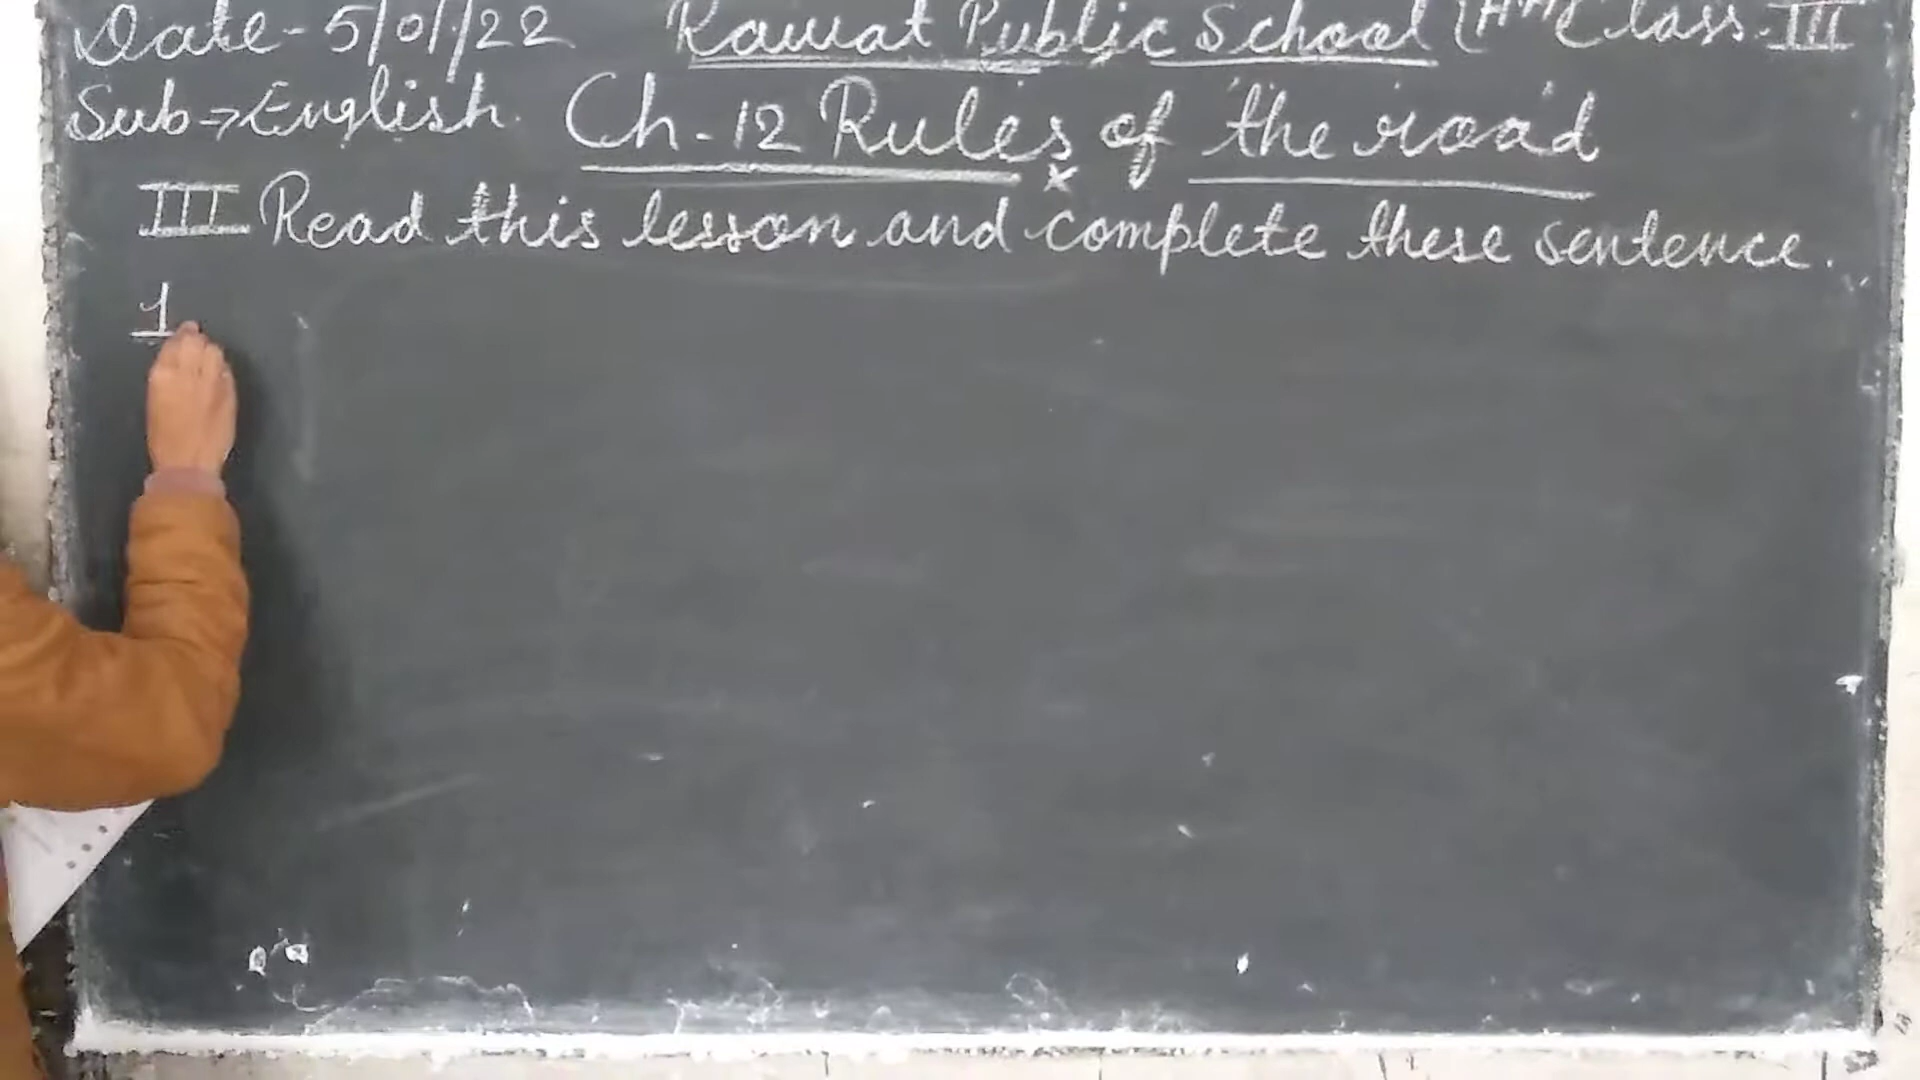 Date-5/01/22 Rawat Public School Class-III
Sub→English. Ch-12 Rules of the road
III Read this lesson and complete these sentence.
1